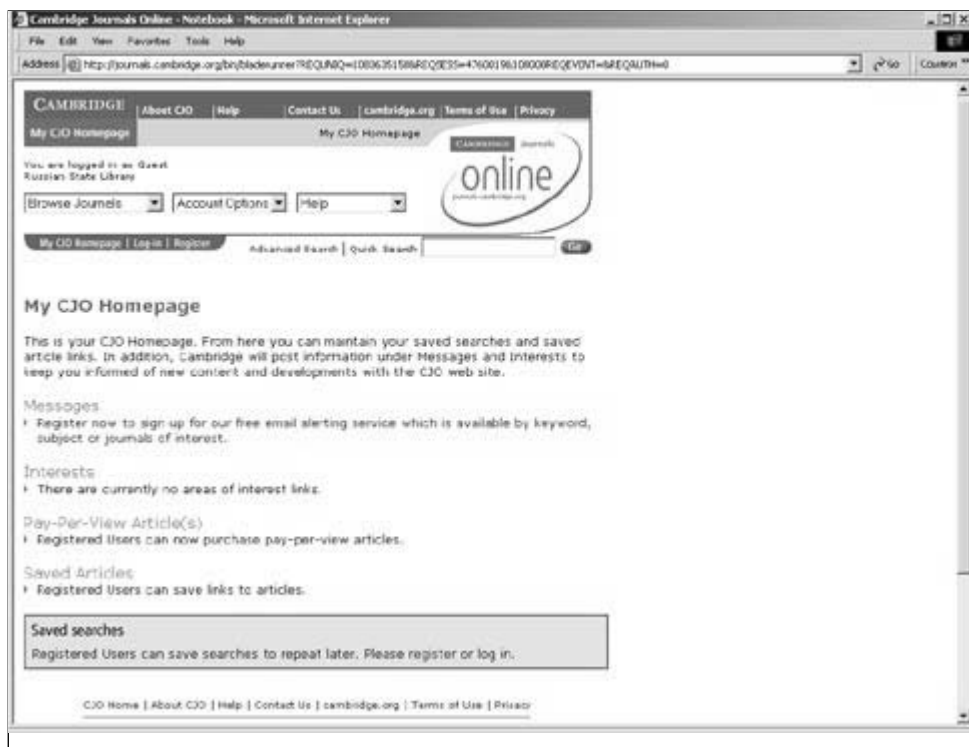 Cambridge Journals Online - Notebook - Microsoft Internet Explorer
File Edit View Favorites Tools Help
Address
CAMBRIDGE | About CJO | Help | Contact Us | cambridge.org | Terms of Use | Privacy
My CJO Homepage My CJO Homepage
CAMBRIDGE Journals
online
journals.cambridge.org
You are logged in as Guest
Russian State Library
Browse Journals Account Options Help
My CJO Homepage | Log-in | Register Advanced Search | Quick Search Go
My CJO Homepage
This is your CJO Homepage. From here you can maintain your saved searches and saved
article links. In addition, Cambridge will post information under Messages and Interests to
keep you informed of new content and developments with the CJO web site.
Messages
Register now to sign up for our free email alerting service which is available by keyword,
subject or journals of interest.
Interests
There are currently no areas of interest links.
Pay-Per-View Article(s)
Registered Users can now purchase pay-per-view articles.
Saved Articles
Registered Users can save links to articles.
Saved searches
Registered Users can save searches to repeat later. Please register or log in.
CJO Home | About CJO | Help | Contact Us | cambridge.org | Terms of Use | Privacy